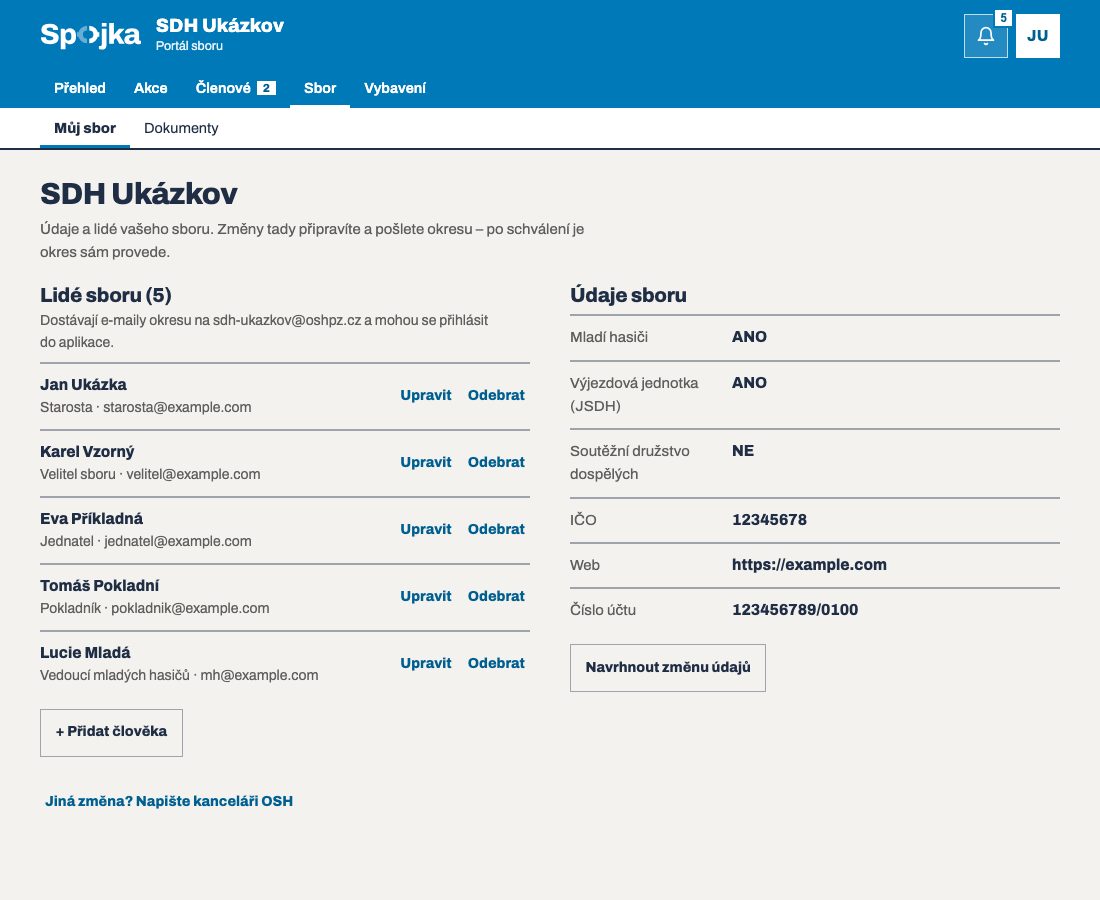 Spojka
SDH Ukázkov
Portál sboru
5
JU
Přehled
Akce
Členové 2
Sbor
Vybavení
Můj sbor
Dokumenty
SDH Ukázkov
Údaje a lidé vašeho sboru. Změny tady připravíte a pošlete okresu – po schválení je
okres sám provede.
Lidé sboru (5)
Dostávají e-maily okresu na sdh-ukazkov@oshpz.cz a mohou se přihlásit
do aplikace.
Jan Ukázka
Starosta · starosta@example.com
Upravit Odebrat
Karel Vzorný
Velitel sboru · velitel@example.com
Upravit Odebrat
Eva Příkladná
Jednatel · jednatel@example.com
Upravit Odebrat
Tomáš Pokladní
Pokladník · pokladnik@example.com
Upravit Odebrat
Lucie Mladá
Vedoucí mladých hasičů · mh@example.com
Upravit Odebrat
+ Přidat člověka
Jiná změna? Napište kanceláři OSH
Údaje sboru
Mladí hasiči ANO
Výjezdová jednotka ANO
(JSDH)
Soutěžní družstvo NE
dospělých
IČO 12345678
Web https://example.com
Číslo účtu 123456789/0100
Navrhnout změnu údajů